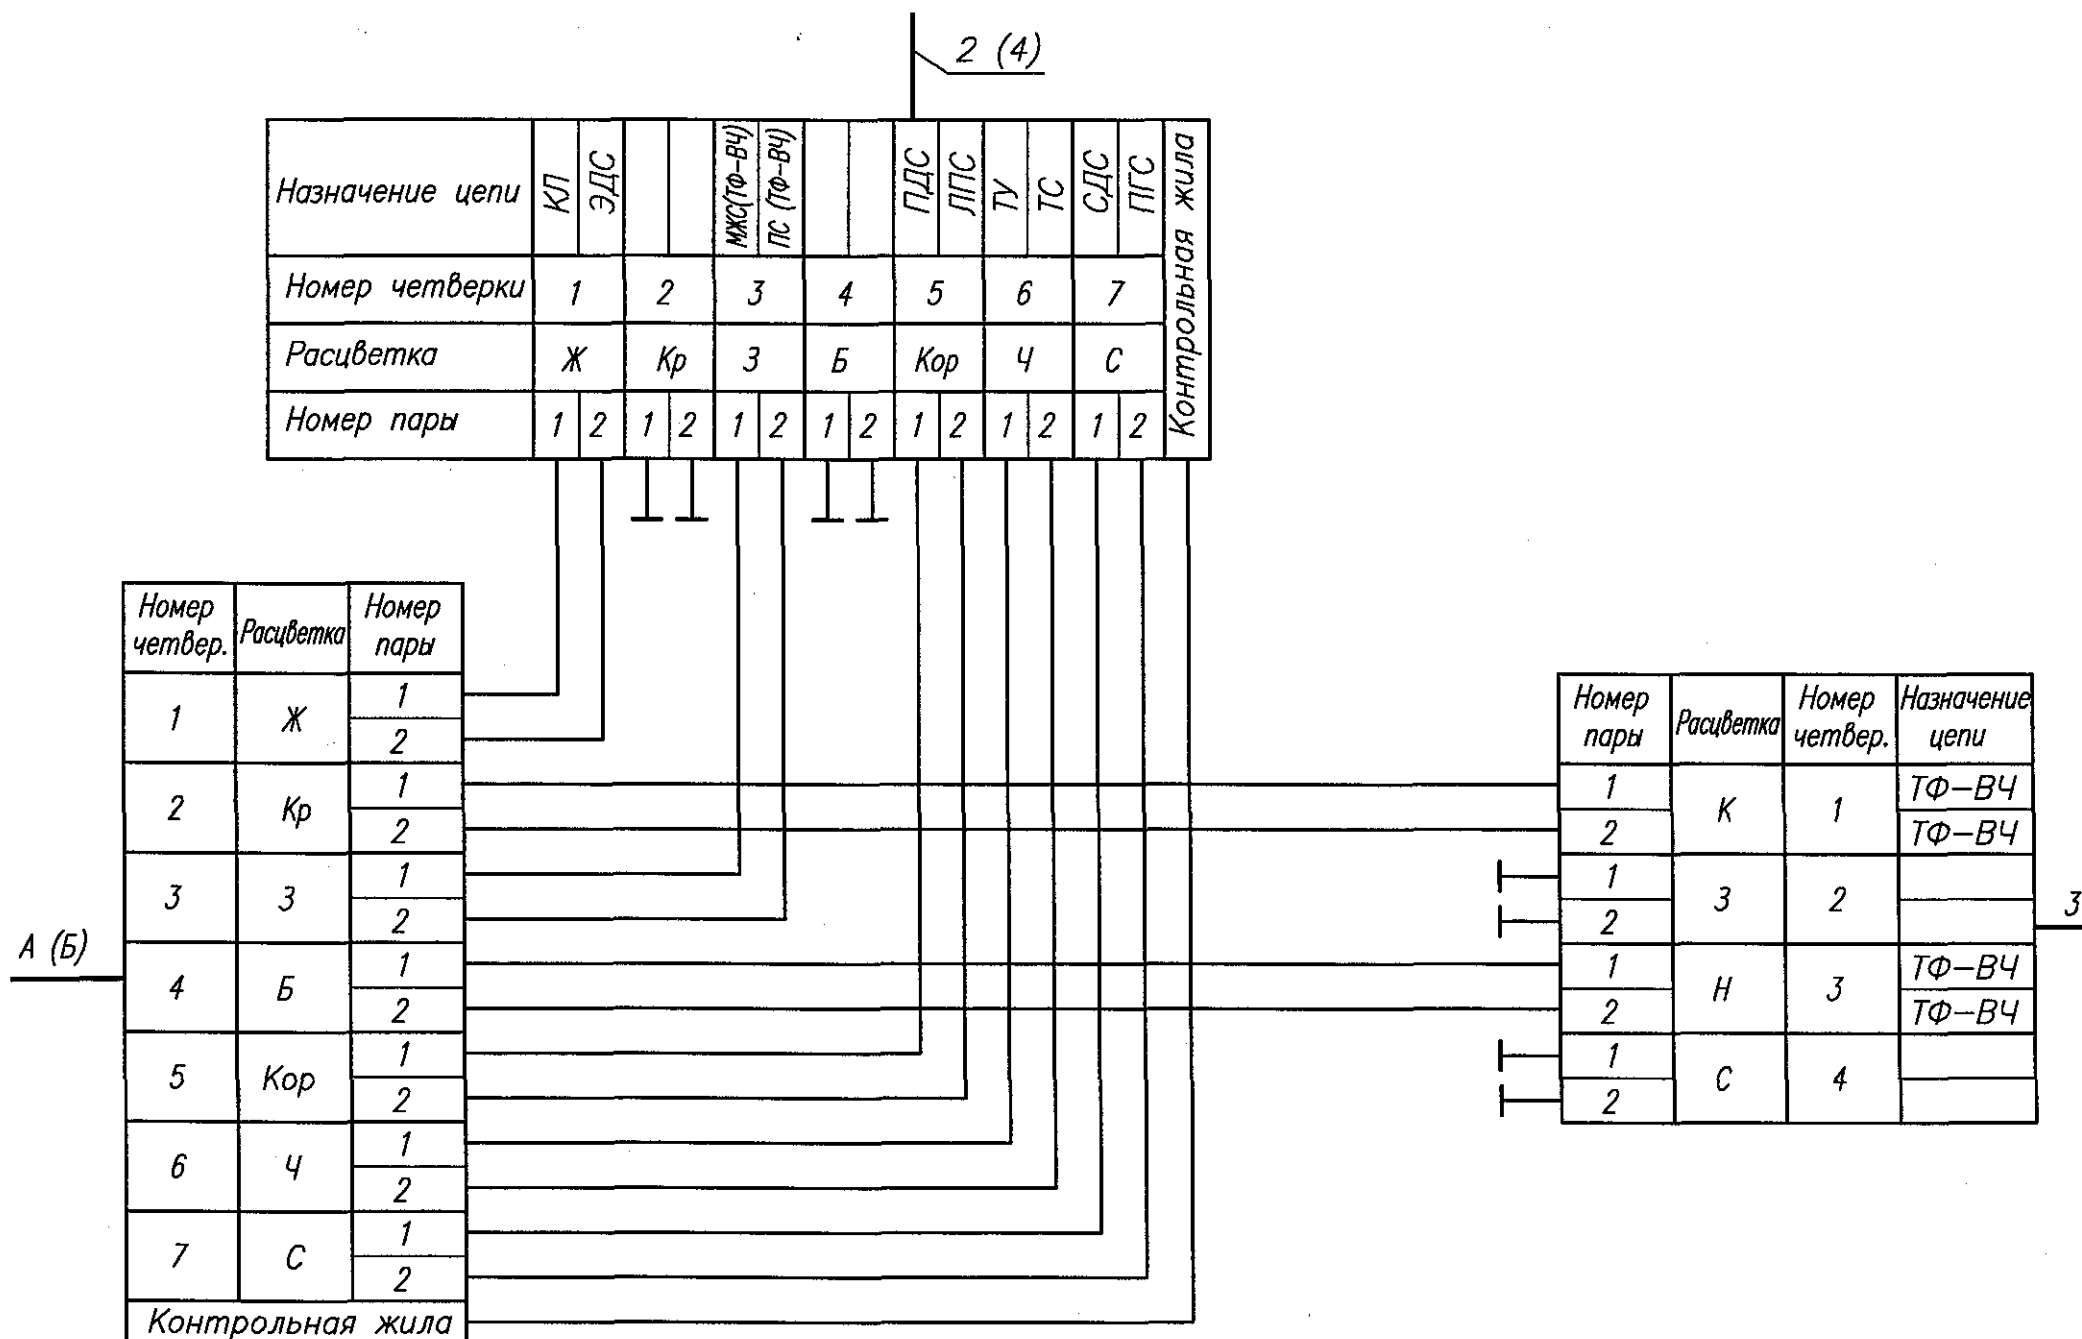 2 (4)
Назначение цепи КЛ ЭДС МЖС(ТФ-ВЧ) ПС (ТФ-ВЧ) ПДС ЛПС ТУ ТС СДС ПГС Контрольная жила
Номер четверки 1 2 3 4 5 6 7
Расцветка Ж Кр З Б Кор Ч С
Номер пары 1 2 1 2 1 2 1 2 1 2 1 2 1 2
А (Б)
Номер четвер. Расцветка Номер пары
1 Ж 1
2
2 Кр 1
2
3 З 1
2
4 Б 1
2
5 Кор 1
2
6 Ч 1
2
7 С 1
2
Контрольная жила
Номер пары Расцветка Номер четвер. Назначение цепи
1 К 1 ТФ-ВЧ
2 ТФ-ВЧ
1 З 2
2
1 Н 3 ТФ-ВЧ
2 ТФ-ВЧ
1 С 4
2
3